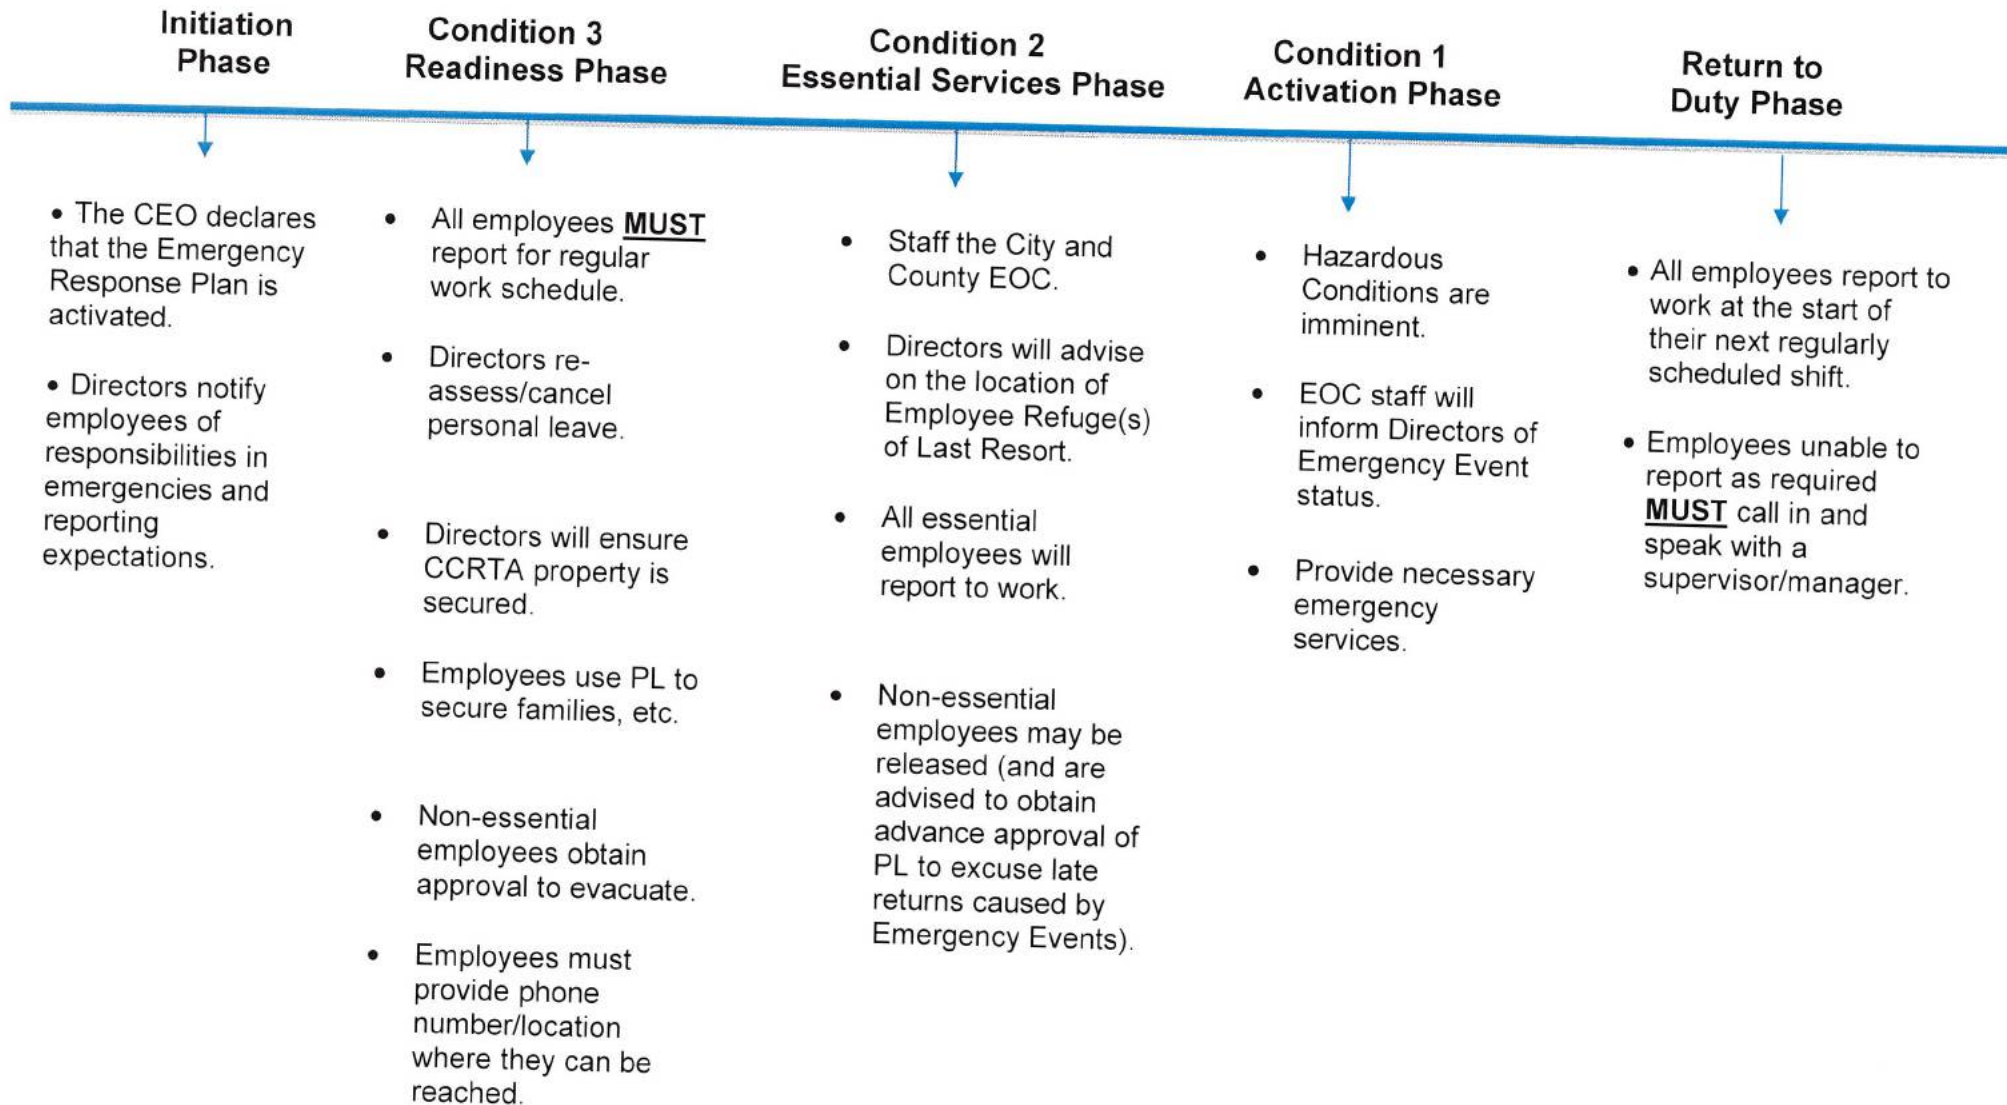 Initiation
Phase
• The CEO declares
that the Emergency
Response Plan is
activated.
• Directors notify
employees of
responsibilities in
emergencies and
reporting
expectations.
Condition 3
Readiness Phase
• All employees MUST
report for regular
work schedule.
• Directors re-
assess/cancel
personal leave.
• Directors will ensure
CCRTA property is
secured.
• Employees use PL to
secure families, etc.
• Non-essential
employees obtain
approval to evacuate.
• Employees must
provide phone
number/location
where they can be
reached.
Condition 2
Essential Services Phase
• Staff the City and
County EOC.
• Directors will advise
on the location of
Employee Refuge(s)
of Last Resort.
• All essential
employees will
report to work.
• Non-essential
employees may be
released (and are
advised to obtain
advance approval of
PL to excuse late
returns caused by
Emergency Events).
Condition 1
Activation Phase
• Hazardous
Conditions are
imminent.
• EOC staff will
inform Directors of
Emergency Event
status.
• Provide necessary
emergency
services.
Return to
Duty Phase
• All employees report to
work at the start of
their next regularly
scheduled shift.
• Employees unable to
report as required
MUST call in and
speak with a
supervisor/manager.